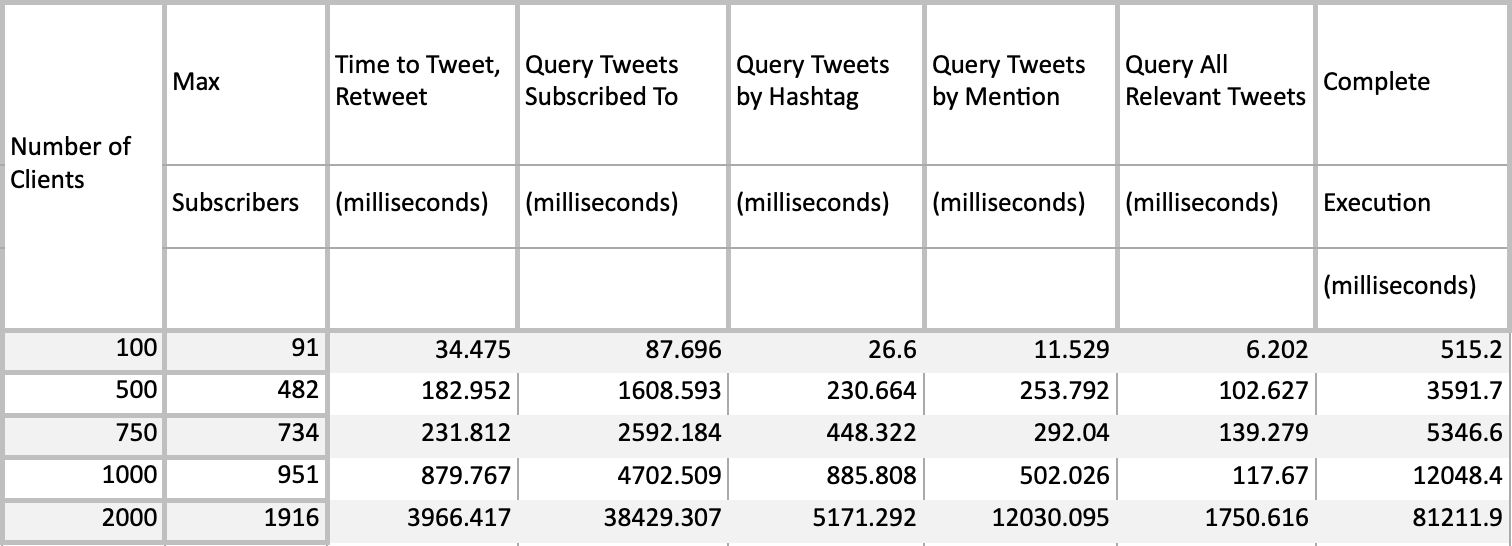 Number of Clients	Max	Time to Tweet, Retweet	Query Tweets Subscribed To	Query Tweets by Hashtag	Query Tweets by Mention	Query All Relevant Tweets	Complete
Subscribers	(milliseconds)	(milliseconds)	(milliseconds)	(milliseconds)	(milliseconds)	Execution
(milliseconds)
100	91	34.475	87.696	26.6	11.529	6.202	515.2
500	482	182.952	1608.593	230.664	253.792	102.627	3591.7
750	734	231.812	2592.184	448.322	292.04	139.279	5346.6
1000	951	879.767	4702.509	885.808	502.026	117.67	12048.4
2000	1916	3966.417	38429.307	5171.292	12030.095	1750.616	81211.9